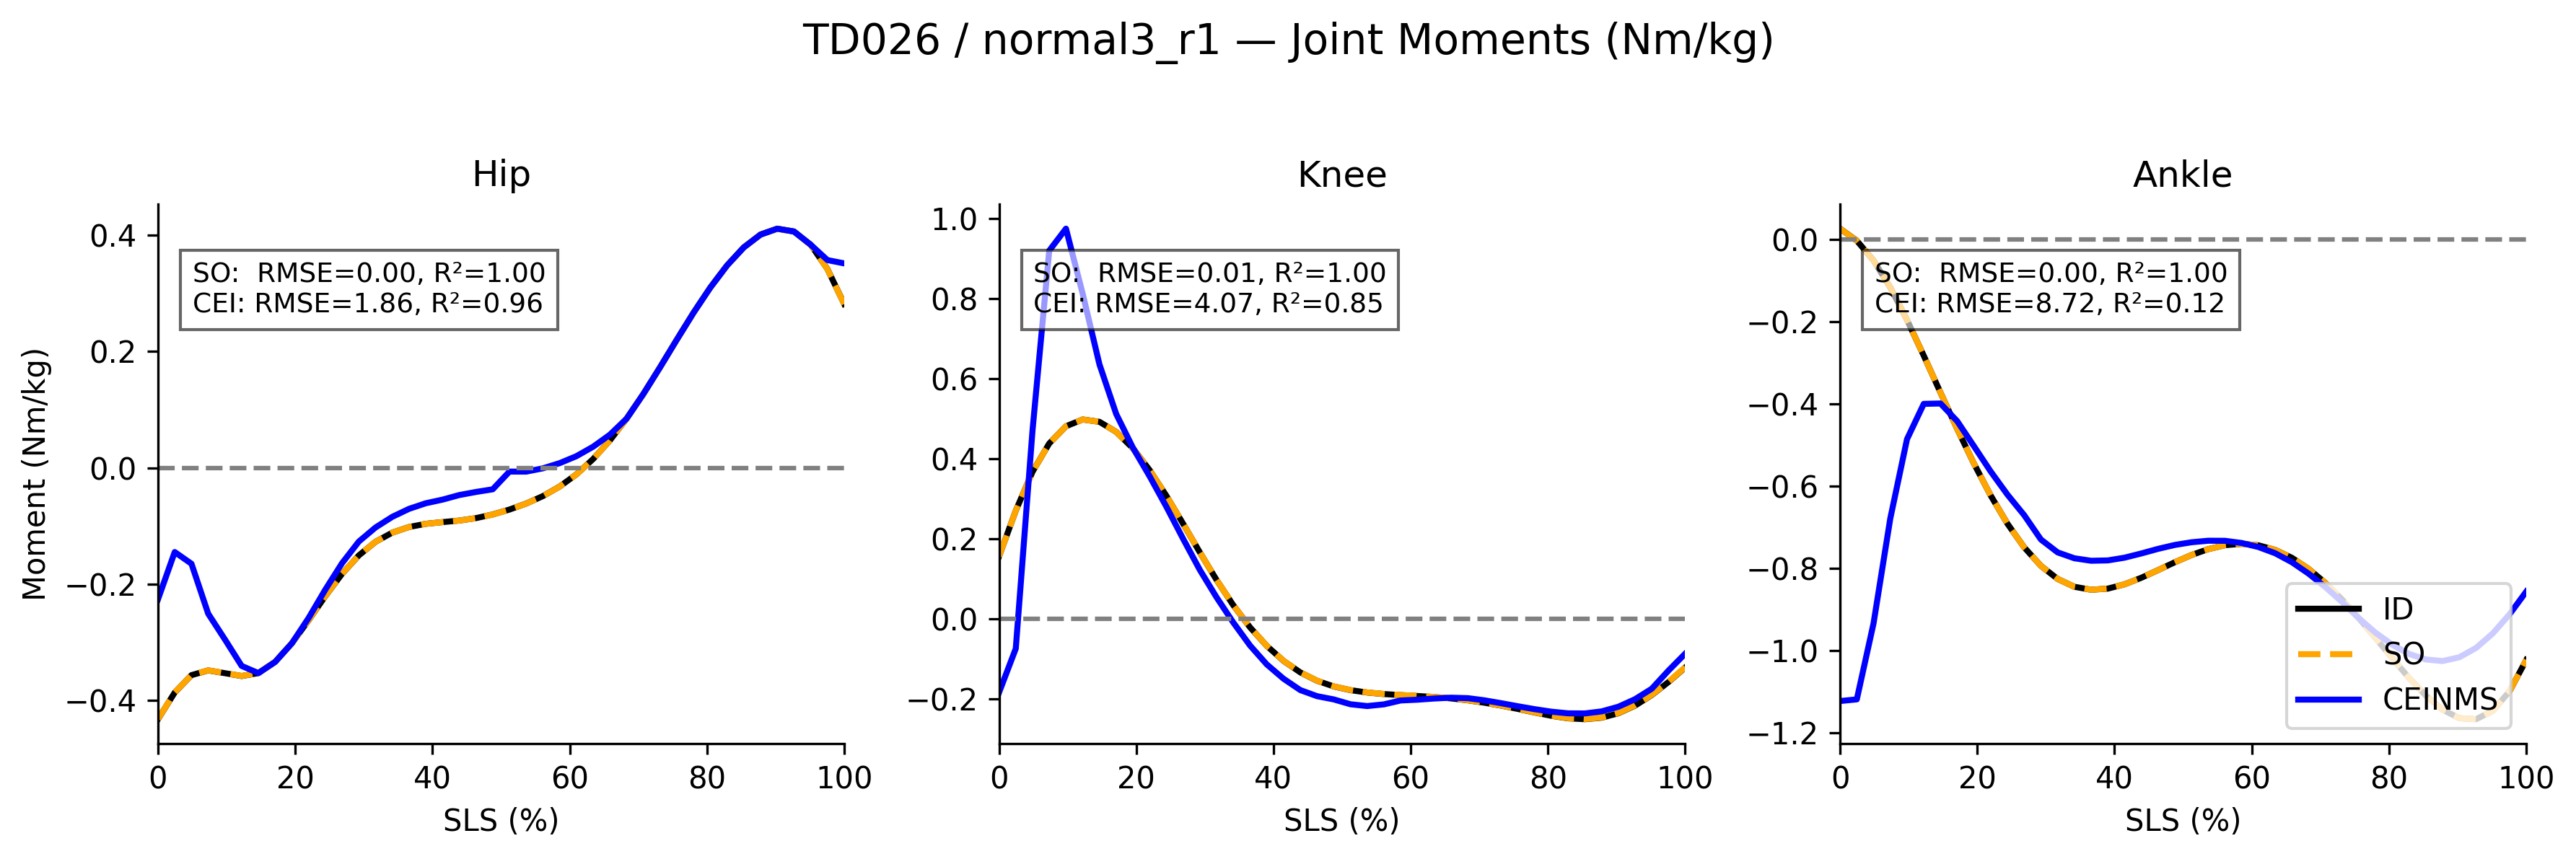 TD026 / normal3_r1 — Joint Moments (Nm/kg)
Hip
Moment (Nm/kg)
0.4
0.2
0.0
−0.2
−0.4
SO:  RMSE=0.00, R²=1.00
CEI: RMSE=1.86, R²=0.96
0 20 40 60 80 100
SLS (%)
Knee
1.0
0.8
0.6
0.4
0.2
0.0
−0.2
SO:  RMSE=0.01, R²=1.00
CEI: RMSE=4.07, R²=0.85
0 20 40 60 80 100
SLS (%)
Ankle
0.0
−0.2
−0.4
−0.6
−0.8
−1.0
−1.2
SO:  RMSE=0.00, R²=1.00
CEI: RMSE=8.72, R²=0.12
ID
SO
CEINMS
0 20 40 60 80 100
SLS (%)